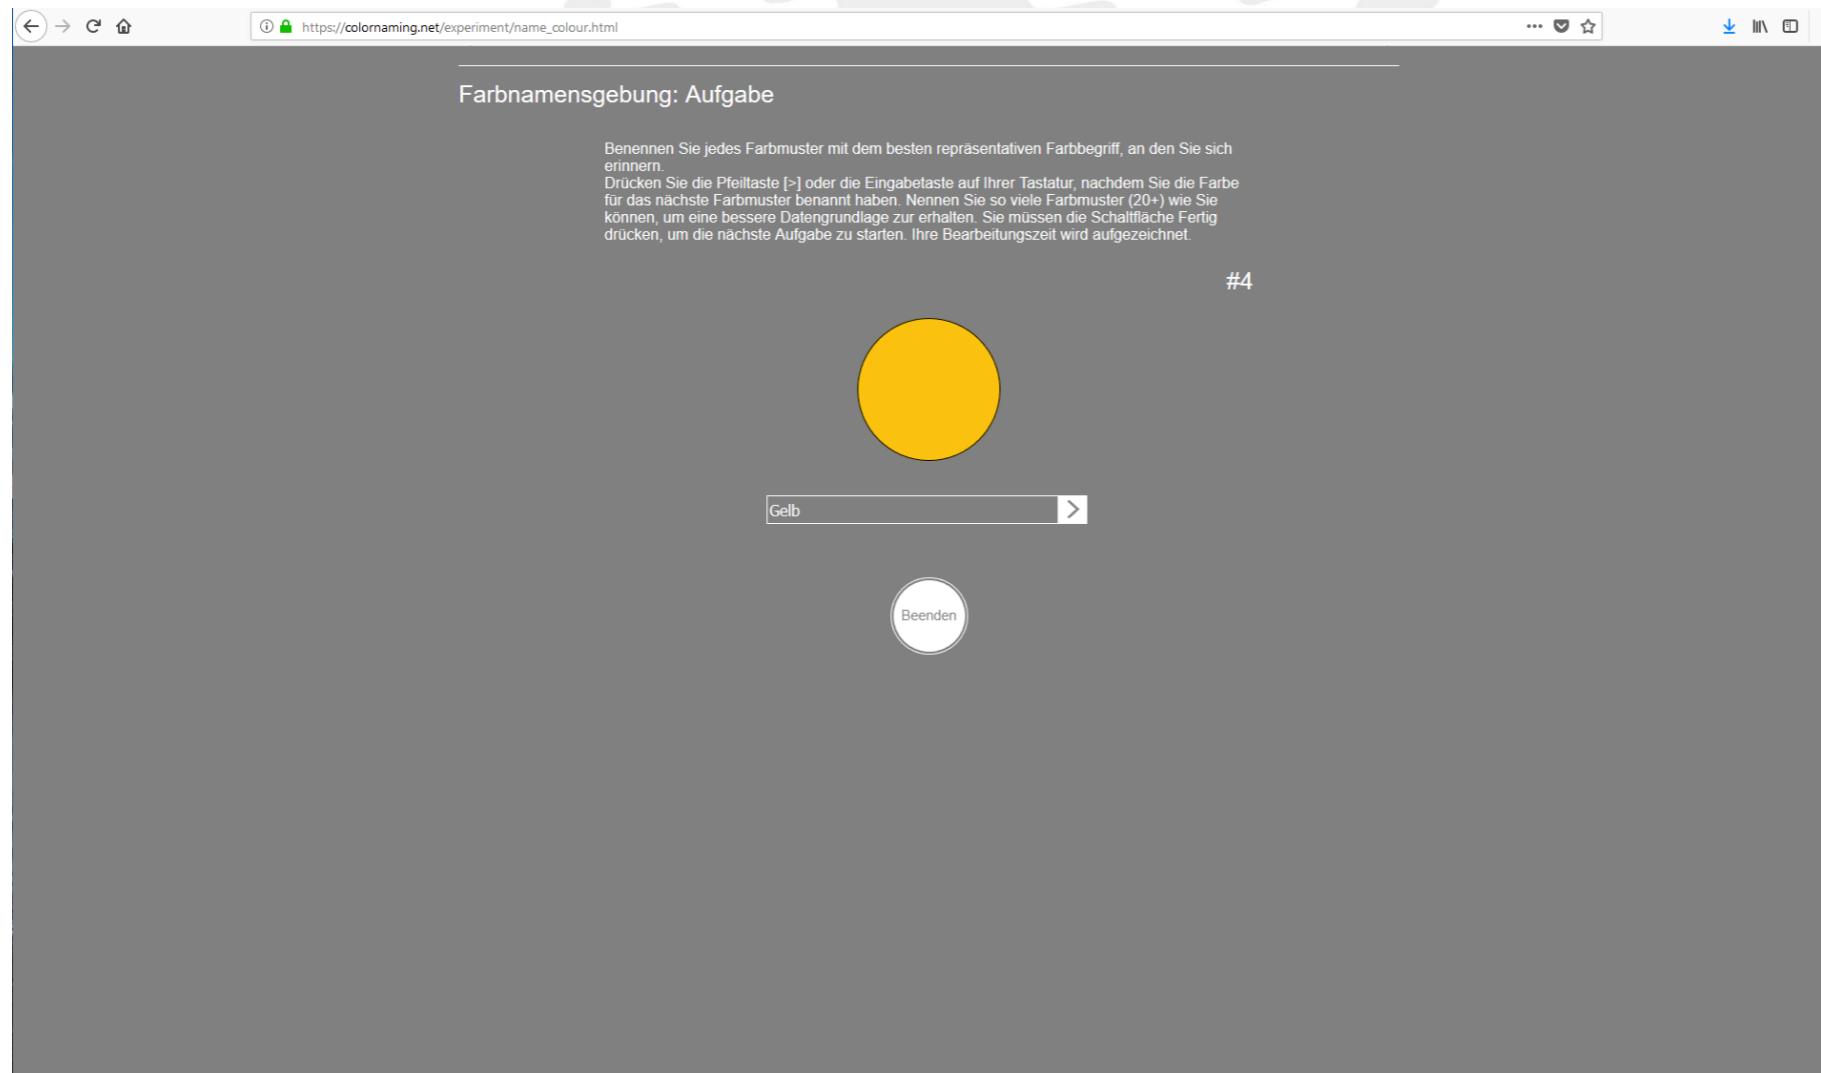 https://colornaming.net/experiment/name_colour.html
Farbnamensgebung: Aufgabe
Benennen Sie jedes Farbmuster mit dem besten repräsentativen Farbbegriff, an den Sie sich
erinnern.
Drücken Sie die Pfeiltaste [>] oder die Eingabetaste auf Ihrer Tastatur, nachdem Sie die Farbe
für das nächste Farbmuster benannt haben. Nennen Sie so viele Farbmuster (20+) wie Sie
können, um eine bessere Datengrundlage zur erhalten. Sie müssen die Schaltfläche Fertig
drücken, um die nächste Aufgabe zu starten. Ihre Bearbeitungszeit wird aufgezeichnet.
#4
Gelb
Beenden